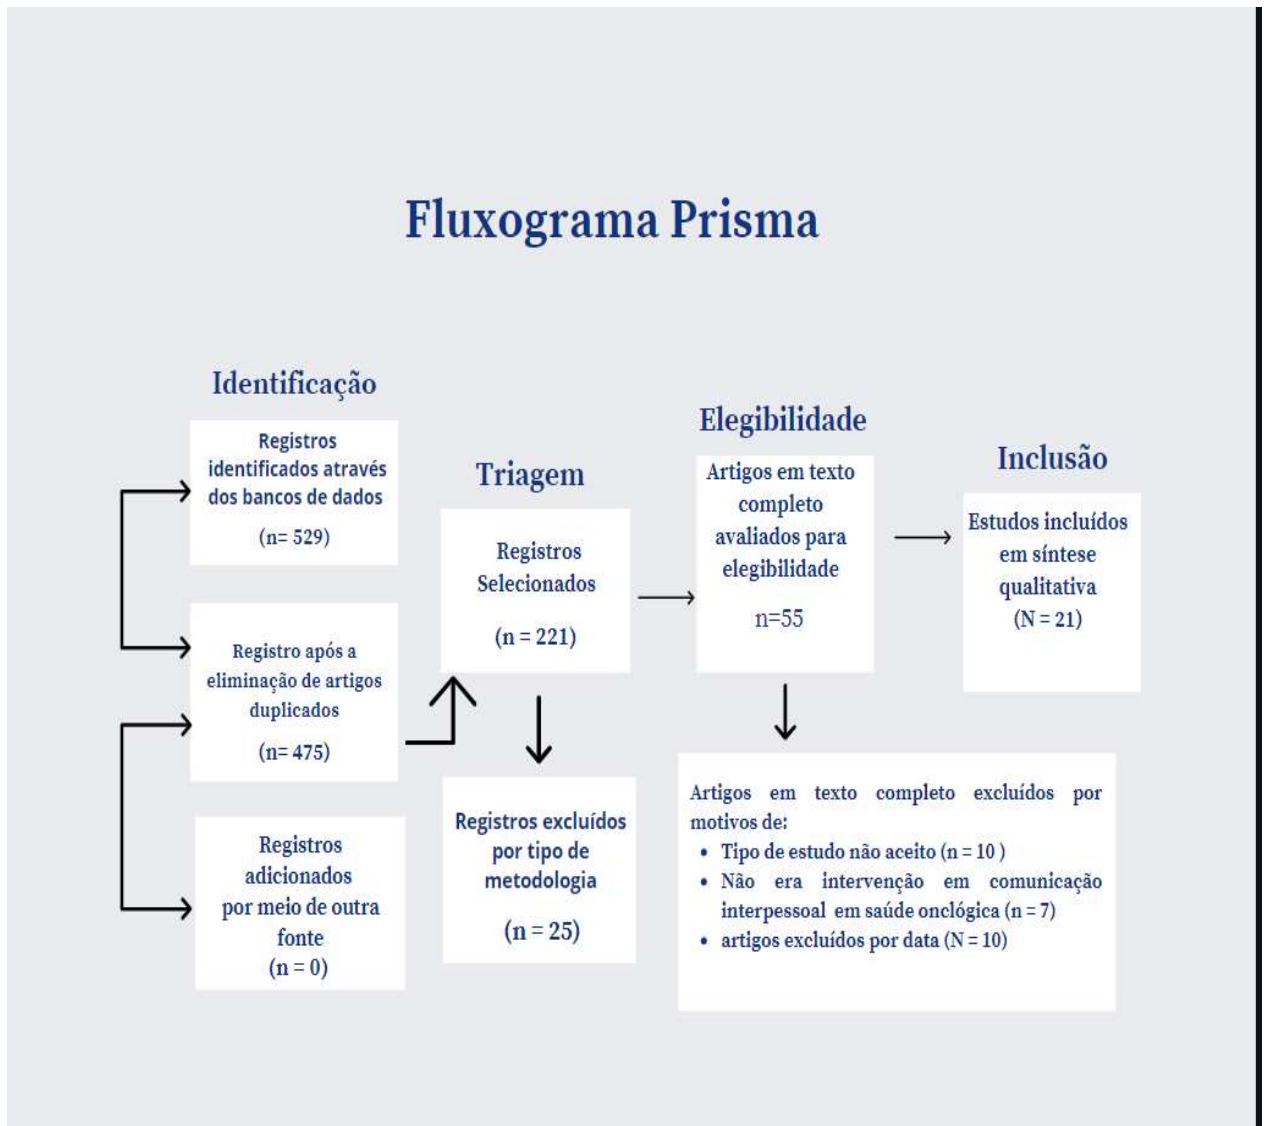 Fluxograma Prisma
Identificação
Registros
identificados através
dos bancos de dados
(n= 529)
Registro após a
eliminação de artigos
duplicados
(n= 475)
Registros
adicionados
por meio de outra
fonte
(n = 0)
Triagem
Registros
Selecionados
(n = 221)
Registros excluídos
por tipo de
metodologia
(n = 25)
Elegibilidade
Artigos em texto
completo
avaliados para
elegibilidade
n=55
Artigos em texto completo excluídos por
motivos de:
• Tipo de estudo não aceito (n = 10 )
• Não era intervenção em comunicação
interpessoal em saúde onclógica (n = 7)
• artigos excluídos por data (N = 10)
Inclusão
Estudos incluídos
em síntese
qualitativa
(N = 21)